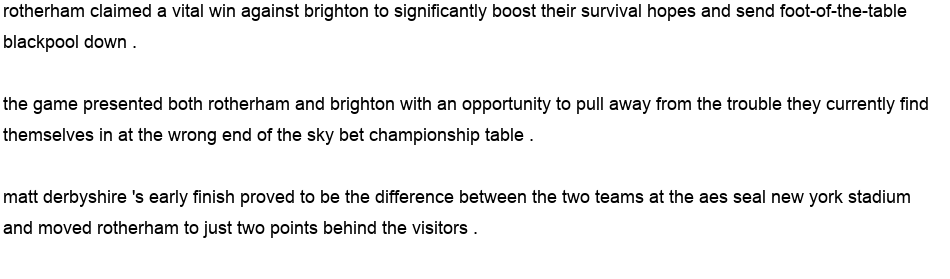 rotherham claimed a vital win against brighton to significantly boost their survival hopes and send foot-of-the-table
blackpool down .
the game presented both rotherham and brighton with an opportunity to pull away from the trouble they currently find
themselves in at the wrong end of the sky bet championship table .
matt derbyshire 's early finish proved to be the difference between the two teams at the aes seal new york stadium
and moved rotherham to just two points behind the visitors .